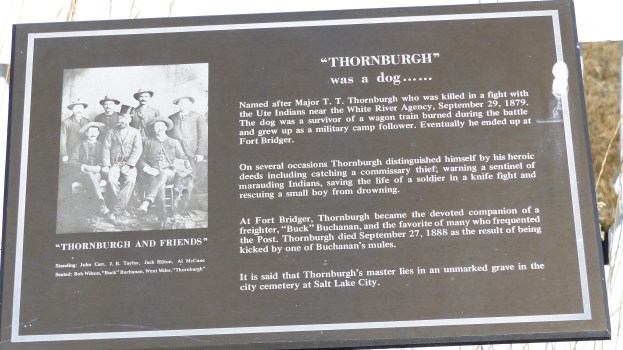 "THORNBURGH"
was a dog......
Named after Major T. T. Thornburgh who was killed in a fight with
the Ute Indians near the White River Agency, September 29, 1879.
The dog was a survivor of a wagon train burned during the battle
and grew up as a military camp follower. Eventually he ended up at
Fort Bridger.
On several occasions Thornburgh distinguished himself by his heroic
deeds including catching a commissary thief, warning a sentinel of
marauding Indians, saving the life of a soldier in a knife fight and
rescuing a small boy from drowning.
At Fort Bridger, Thornburgh became the devoted companion of a
freighter, "Buck" Buchanan, and the favorite of many who frequented
the Post. Thornburgh died September 27, 1888 as the result of being
kicked by one of Buchanan's mules.
It is said that Thornburgh's master lies in an unmarked grave in the
city cemetery at Salt Lake City.
"THORNBURGH AND FRIENDS"
Standing: John Carr, J. R. Taylor, Jack Hilton, Al McCune
Seated: Bob "Buck" Buchanan, "Thornburgh"